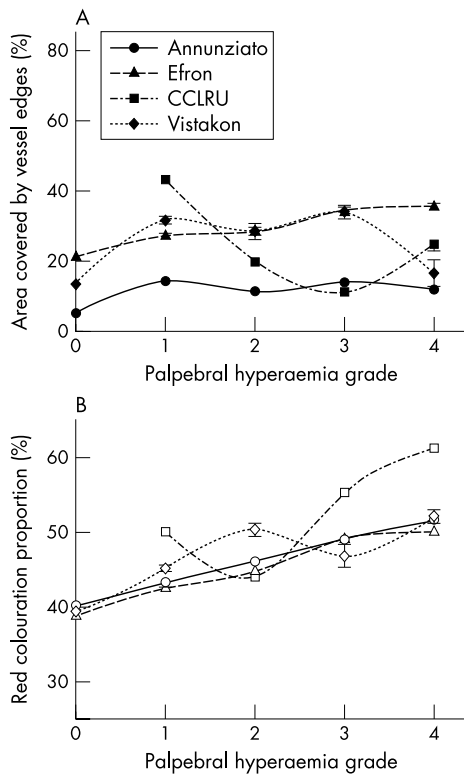 A
Annunziato
Efron
CCLRU
Vistakon
Area covered by vessel edges (%)
80
60
40
20
0
0 1 2 3 4
Palpebral hyperaemia grade
B
Red colouration proportion (%)
60
50
40
30
0 1 2 3 4
Palpebral hyperaemia grade